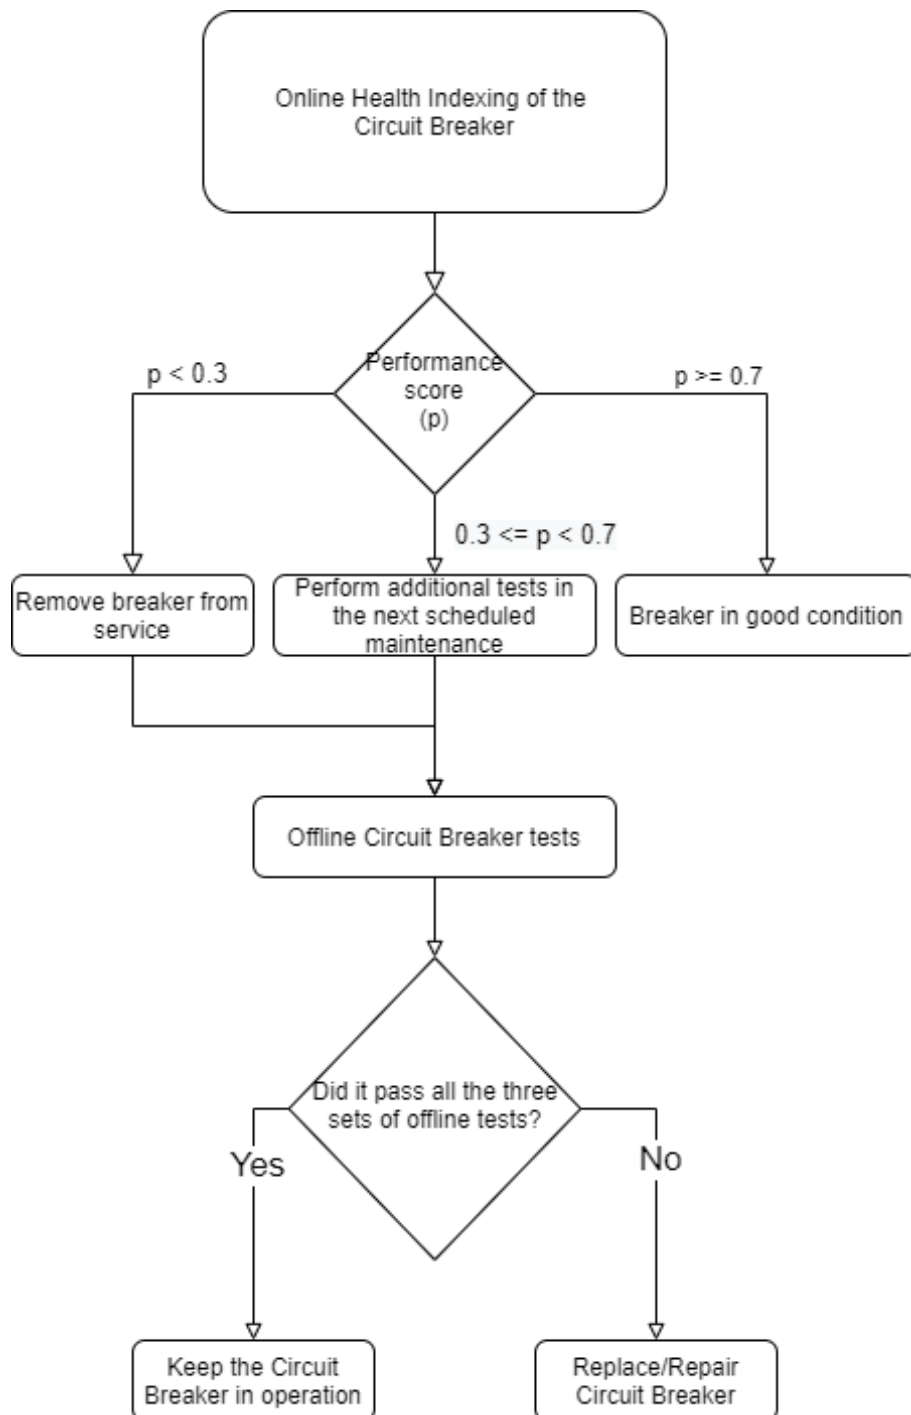 Online Health Indexing of the
Circuit Breaker
Performance
score
(p)
p < 0.3
p >= 0.7
0.3 <= p < 0.7
Remove breaker from
service
Perform additional tests in
the next scheduled
maintenance
Breaker in good condition
Offline Circuit Breaker tests
Did it pass all the three
sets of offline tests?
Yes
No
Keep the Circuit
Breaker in operation
Replace/Repair
Circuit Breaker